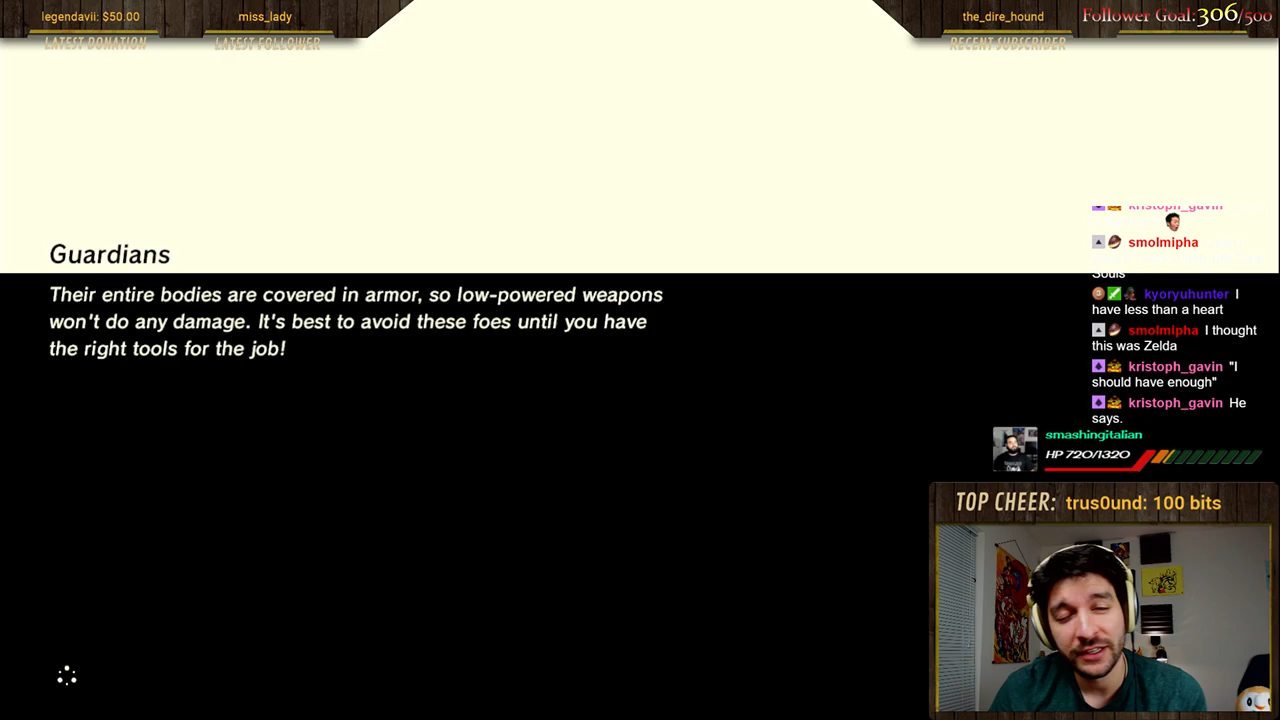 legendavii: $50.00
miss_lady
the_dire_hound
Follower Goal:306/500
LATEST DONATION
LATEST FOLLOWER
RECENT SUBSCRIBER
kristoph_gavin
smolmipha
Souls
kyoryuhunter I
have less than a heart
smolmipha I thought
this was Zelda
kristoph_gavin "I
should have enough"
kristoph_gavin He
says.
Guardians
Their entire bodies are covered in armor, so low-powered weapons
won't do any damage. It's best to avoid these foes until you have
the right tools for the job!
smashingitalian
HP 720/1320
TOP CHEER: trus0und: 100 bits